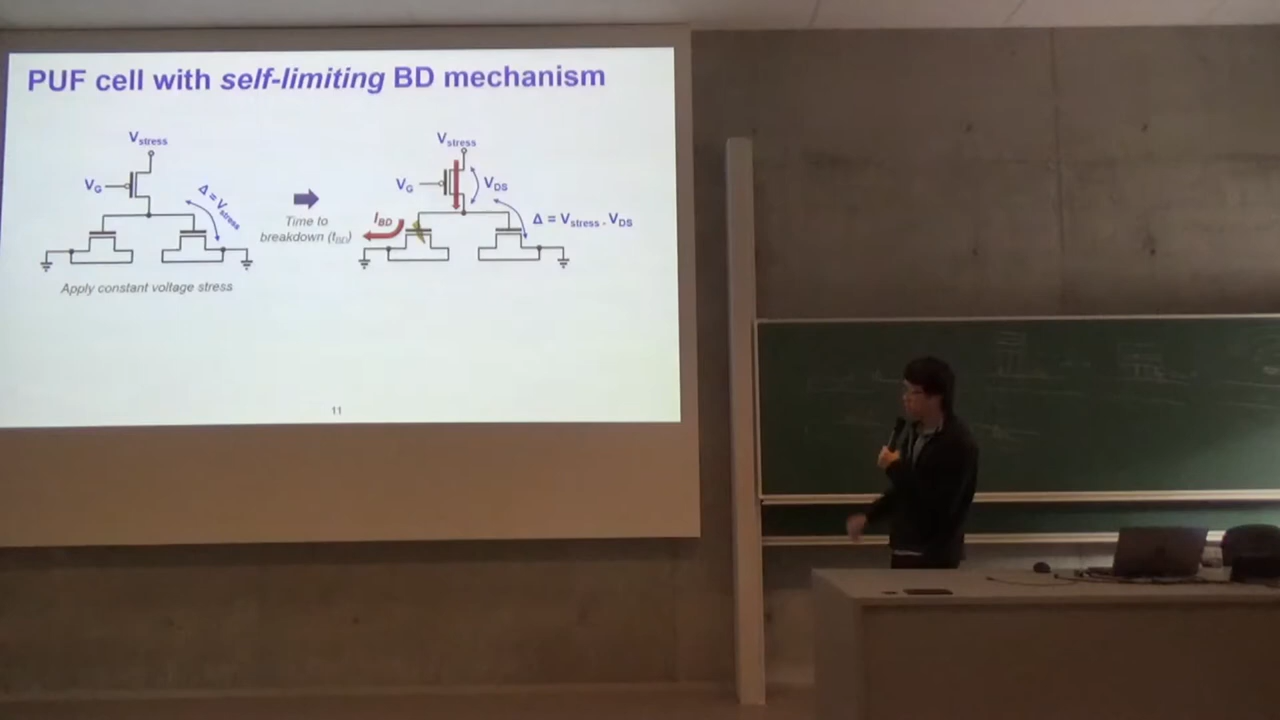 PUF cell with self-limiting BD mechanism
Vstress
VG
Δ = Vstress
Apply constant voltage stress
Time to
breakdown (tBD)
Vstress
VG
VDS
IBD
Δ = Vstress - VDS
11